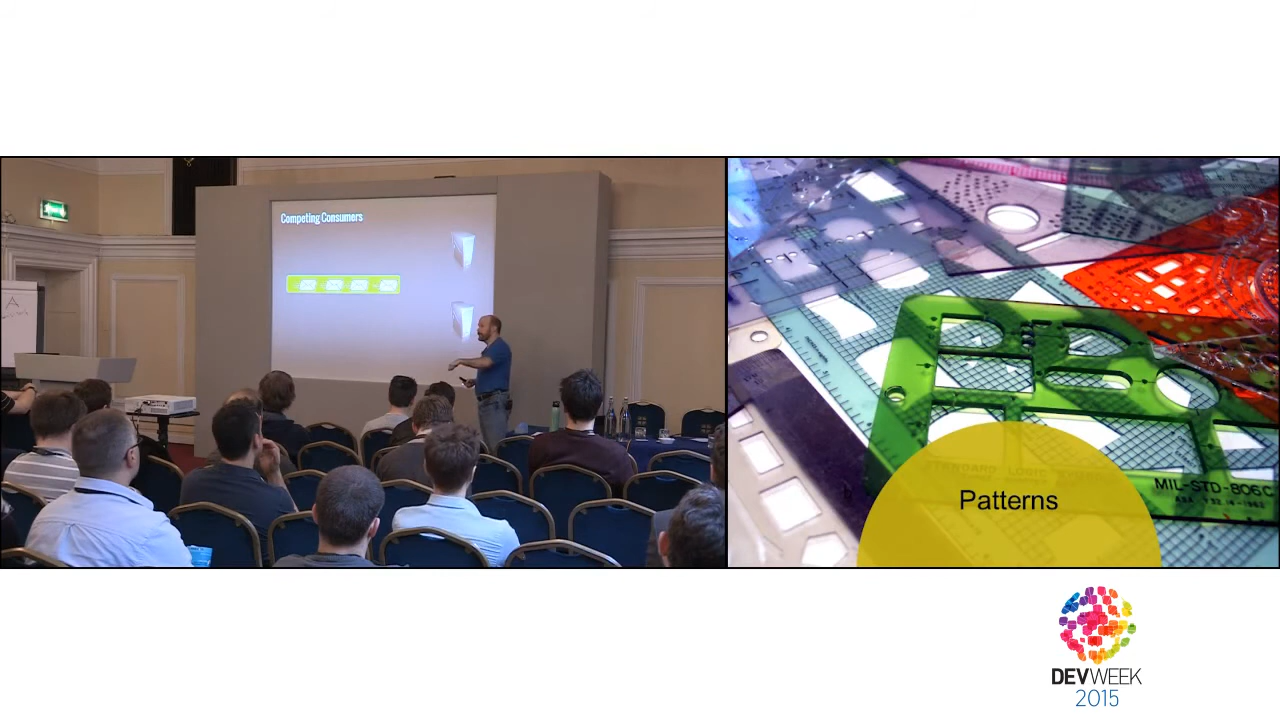 Competing Consumers
A
Patterns
MIL-STD-806C
DEVWEEK
2015